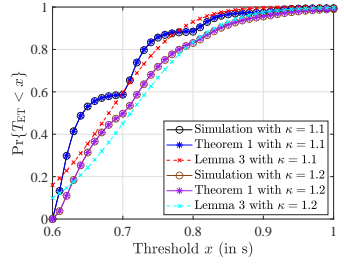 1
0.8
0.6
0.4
0.2
0
Pr{T_ET < x}
Simulation with κ = 1.1
Theorem 1 with κ = 1.1
Lemma 3 with κ = 1.1
Simulation with κ = 1.2
Theorem 1 with κ = 1.2
Lemma 3 with κ = 1.2
0.6 0.7 0.8 0.9 1
Threshold x (in s)